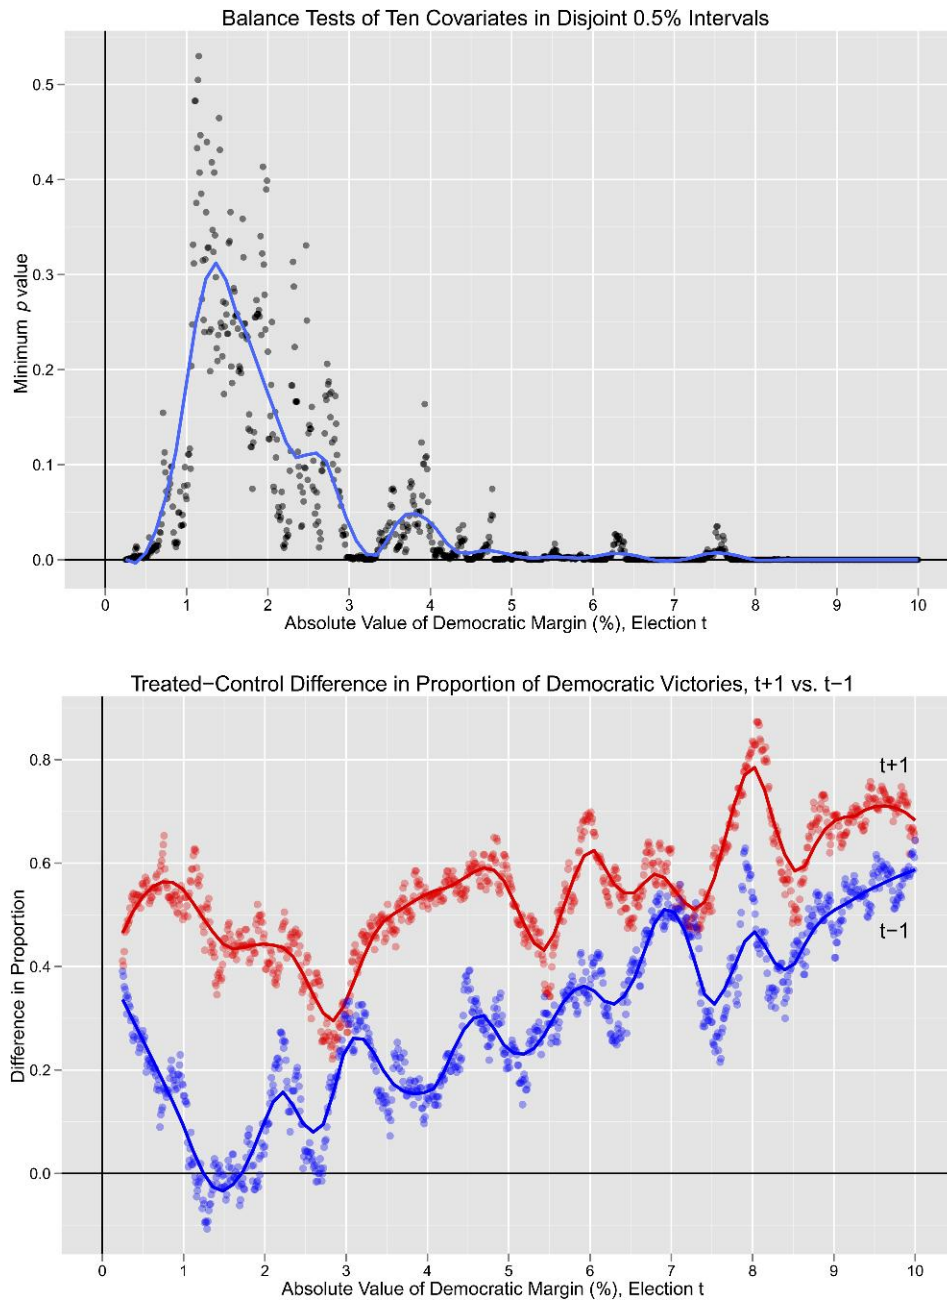 Balance Tests of Ten Covariates in Disjoint 0.5% Intervals
Minimum p value
0.5
0.4
0.3
0.2
0.1
0.0
0 1 2 3 4 5 6 7 8 9 10
Absolute Value of Democratic Margin (%), Election t
Treated−Control Difference in Proportion of Democratic Victories, t+1 vs. t−1
Difference in Proportion
0.8
0.6
0.4
0.2
0.0
t+1
t−1
0 1 2 3 4 5 6 7 8 9 10
Absolute Value of Democratic Margin (%), Election t